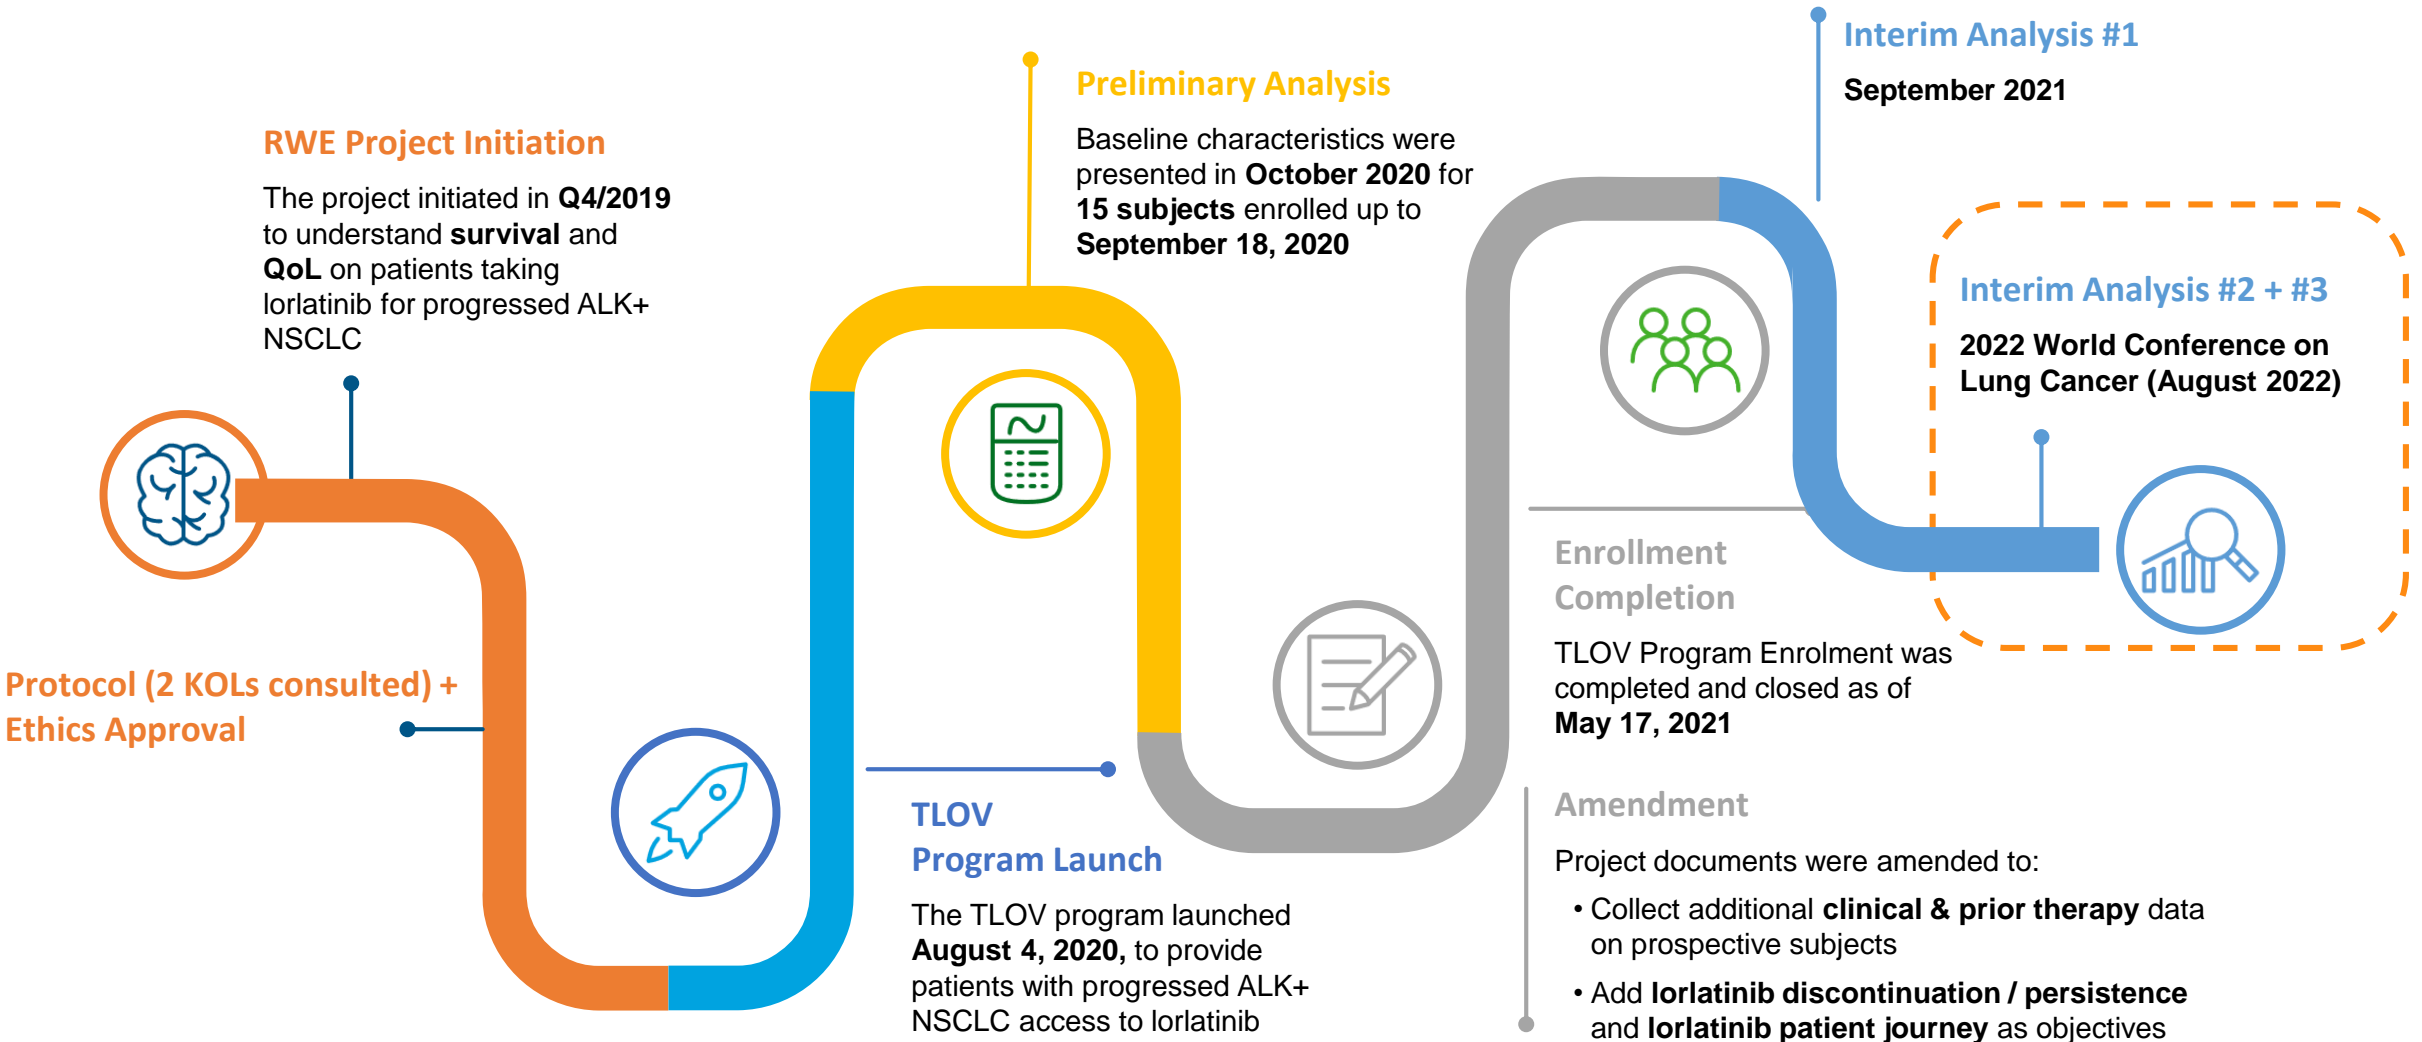 RWE Project Initiation
The project initiated in Q4/2019
to understand survival and
QoL on patients taking
lorlatinib for progressed ALK+
NSCLC
Protocol (2 KOLs consulted) +
Ethics Approval
TLOV
Program Launch
The TLOV program launched
August 4, 2020, to provide
patients with progressed ALK+
NSCLC access to lorlatinib
Preliminary Analysis
Baseline characteristics were
presented in October 2020 for
15 subjects enrolled up to
September 18, 2020
Amendment
Project documents were amended to:
• Collect additional clinical & prior therapy data
on prospective subjects
• Add lorlatinib discontinuation / persistence
and lorlatinib patient journey as objectives
Enrollment
Completion
TLOV Program Enrolment was
completed and closed as of
May 17, 2021
Interim Analysis #1
September 2021
Interim Analysis #2 + #3
2022 World Conference on
Lung Cancer (August 2022)